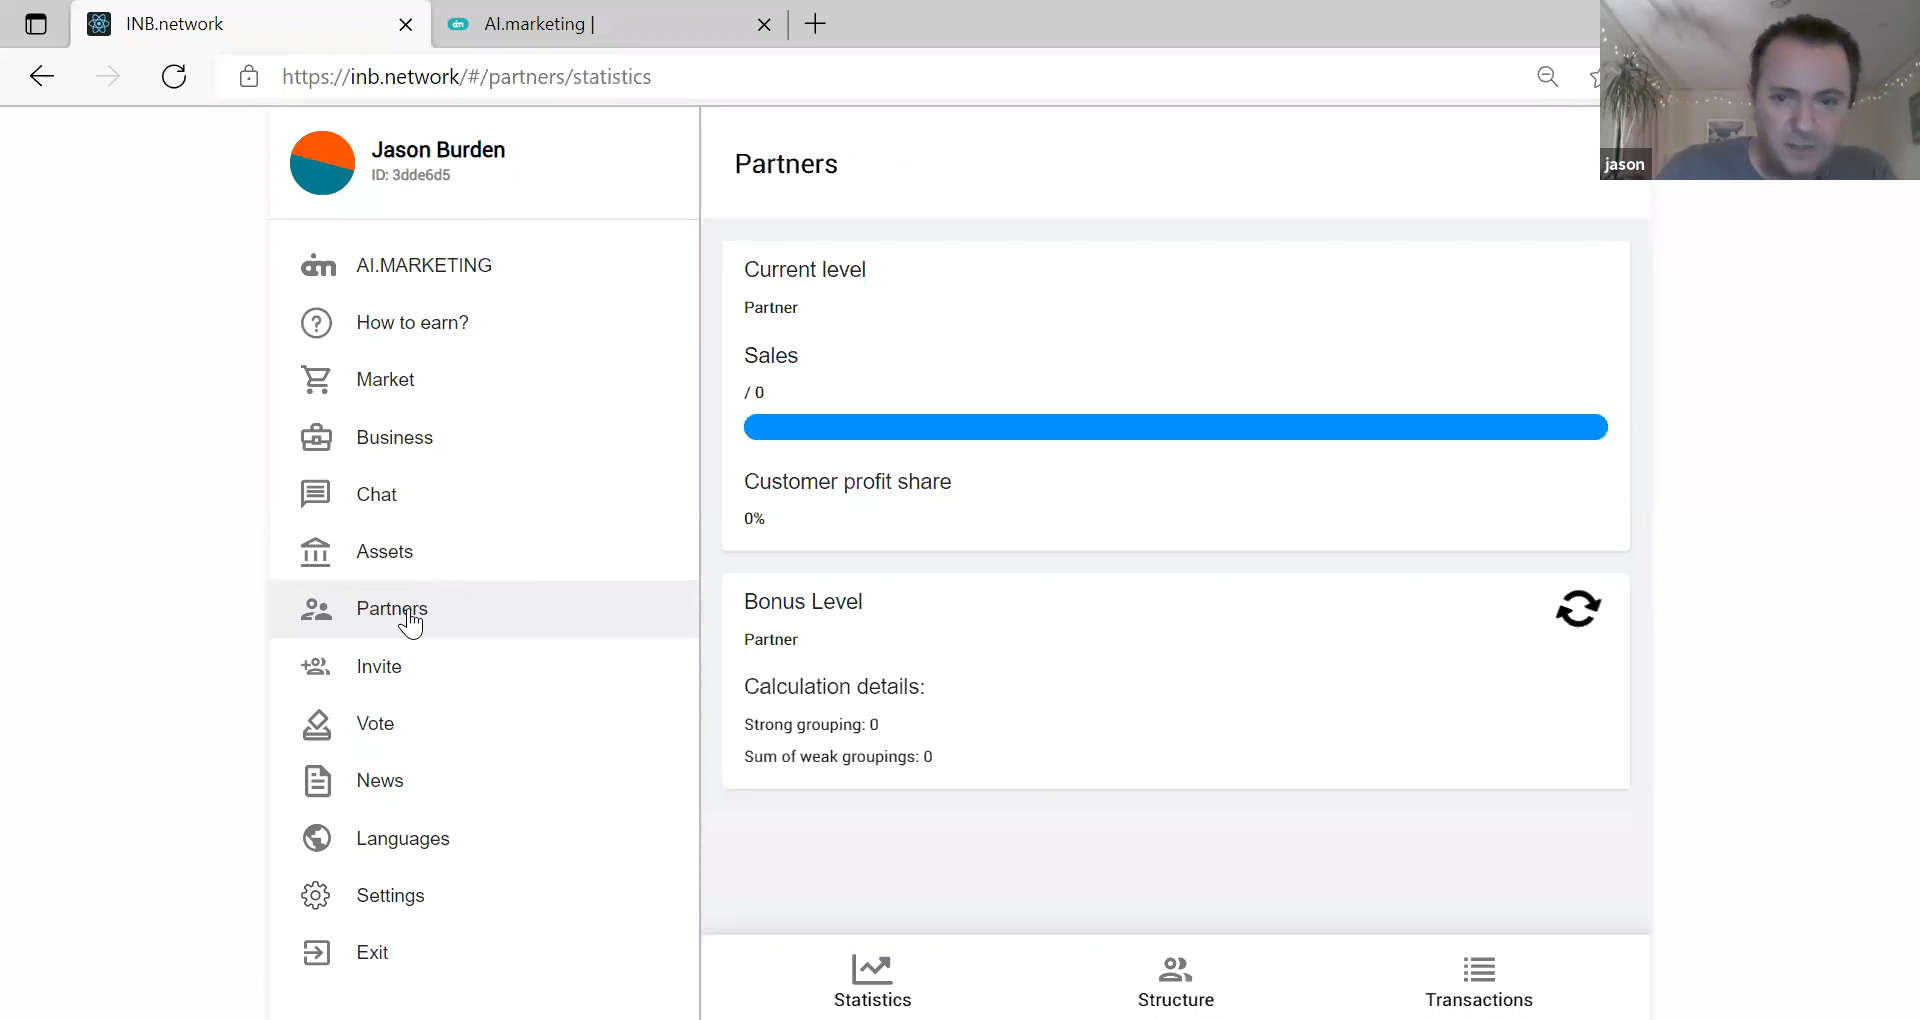 INB.network
AI.marketing |
https://inb.network/#/partners/statistics
jason
Jason Burden
ID: 3dde6d5
AI.MARKETING
How to earn?
Market
Business
Chat
Assets
Partners
Invite
Vote
News
Languages
Settings
Exit
Partners
Current level
Partner
Sales
/ 0
Customer profit share
0%
Bonus Level
Partner
Calculation details:
Strong grouping: 0
Sum of weak groupings: 0
Statistics
Structure
Transactions